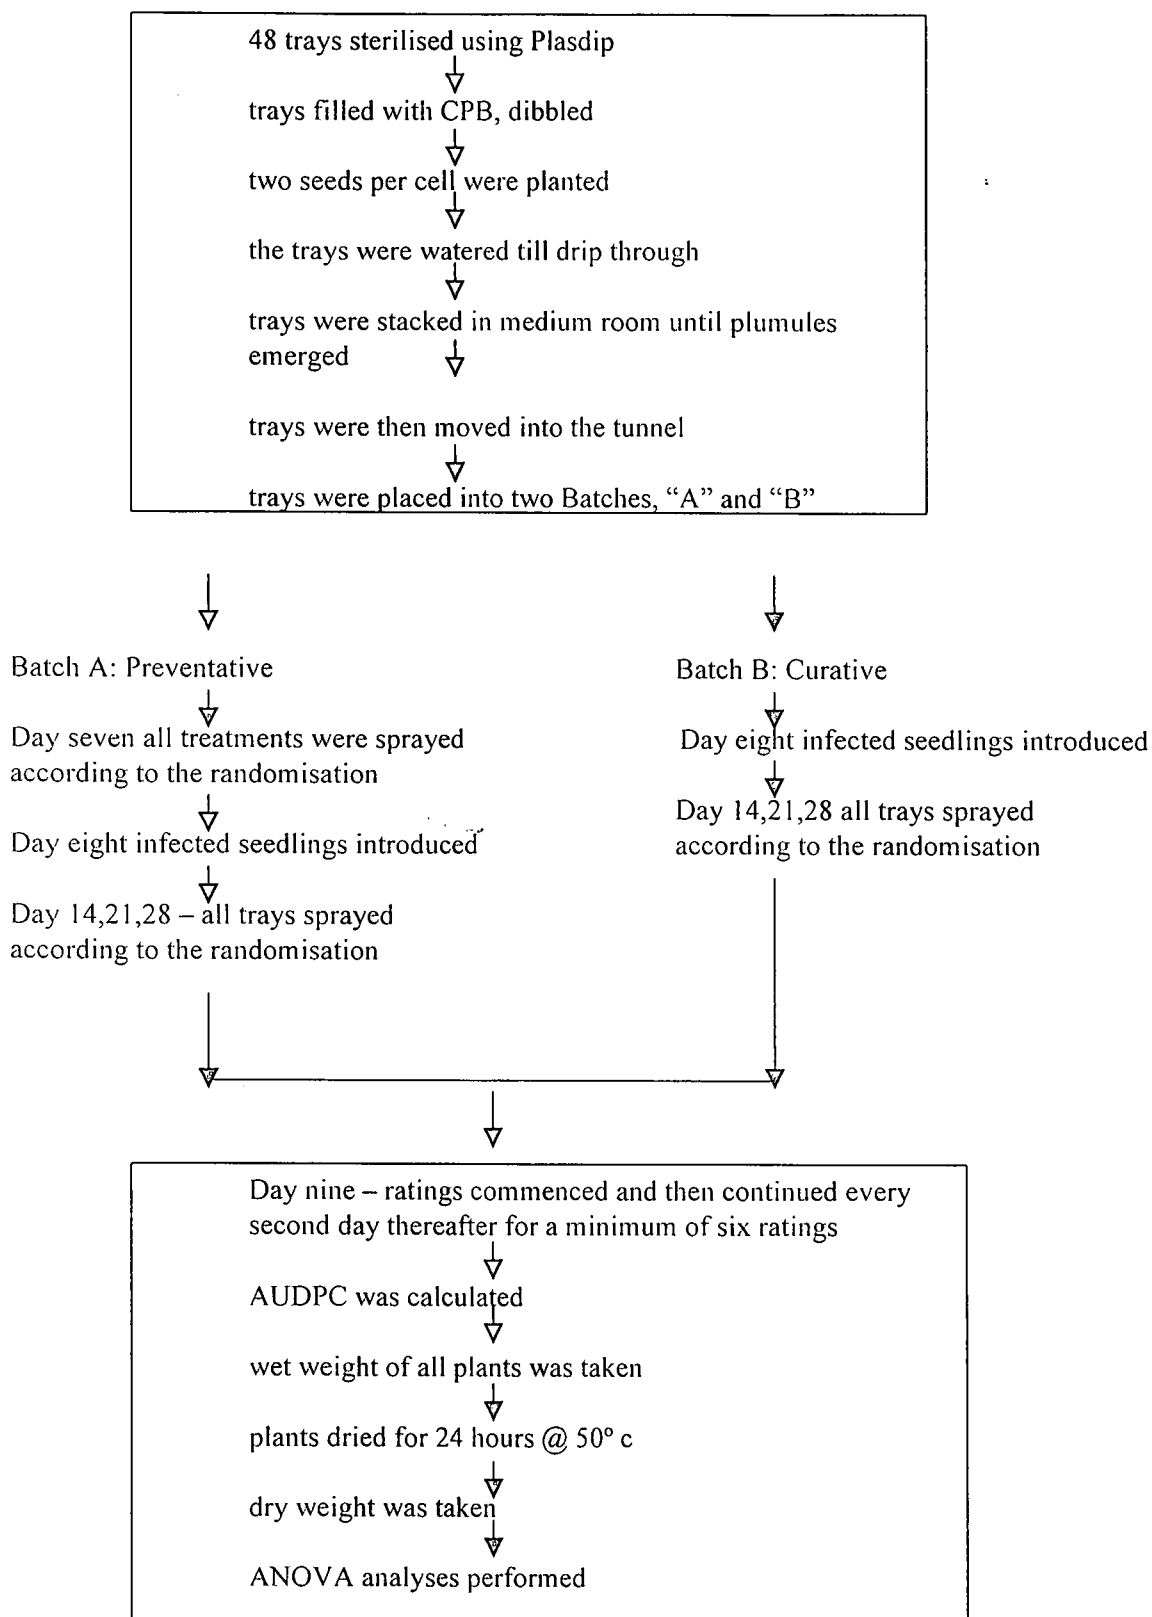 48 trays sterilised using Plasdip
trays filled with CPB, dibbled
two seeds per cell were planted
the trays were watered till drip through
trays were stacked in medium room until plumules
emerged
trays were then moved into the tunnel
trays were placed into two Batches, “A” and “B”
Batch A: Preventative
Day seven all treatments were sprayed
according to the randomisation
Day eight infected seedlings introduced
Day 14,21,28 – all trays sprayed
according to the randomisation
Batch B: Curative
Day eight infected seedlings introduced
Day 14,21,28 all trays sprayed
according to the randomisation
Day nine – ratings commenced and then continued every
second day thereafter for a minimum of six ratings
AUDPC was calculated
wet weight of all plants was taken
plants dried for 24 hours @ 50° c
dry weight was taken
ANOVA analyses performed